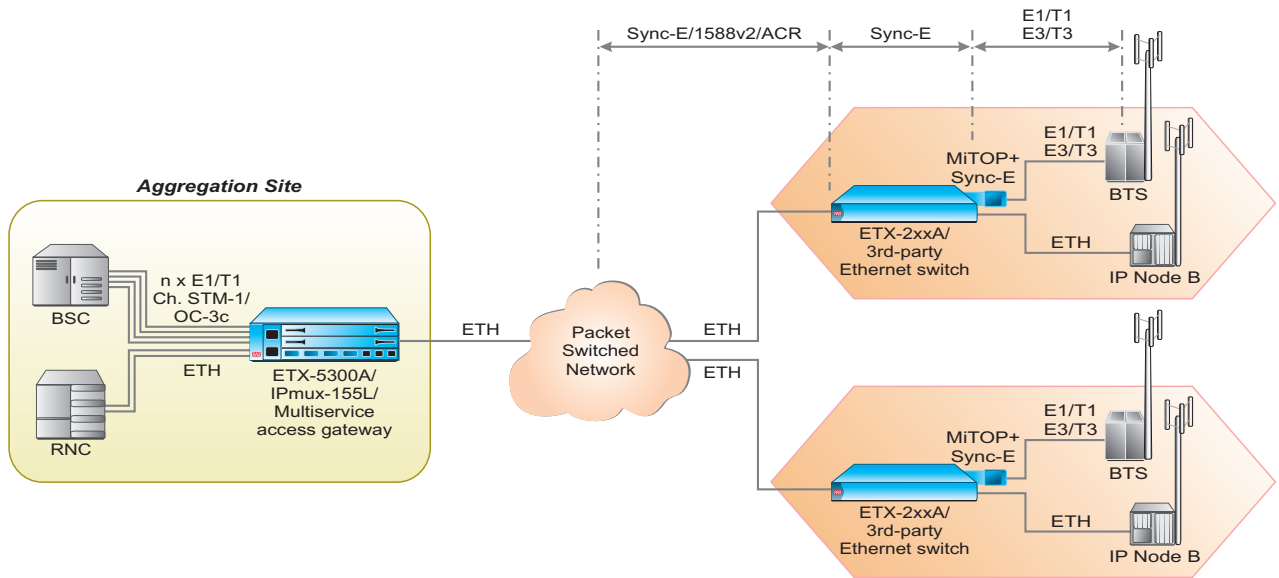 Sync-E/1588v2/ACR
Sync-E
E1/T1
E3/T3
Aggregation Site
BSC
n x E1/T1
Ch. STM-1/
OC-3c
ETH
RNC
ETX-5300A/
IPmux-155L/
Multiservice
access gateway
ETH
Packet
Switched
Network
ETH
ETH
MiTOP+
Sync-E
E1/T1
E3/T3
BTS
ETX-2xxA/
3rd-party
Ethernet switch
ETH
IP Node B
MiTOP+
Sync-E
E1/T1
E3/T3
BTS
ETX-2xxA/
3rd-party
Ethernet switch
ETH
IP Node B